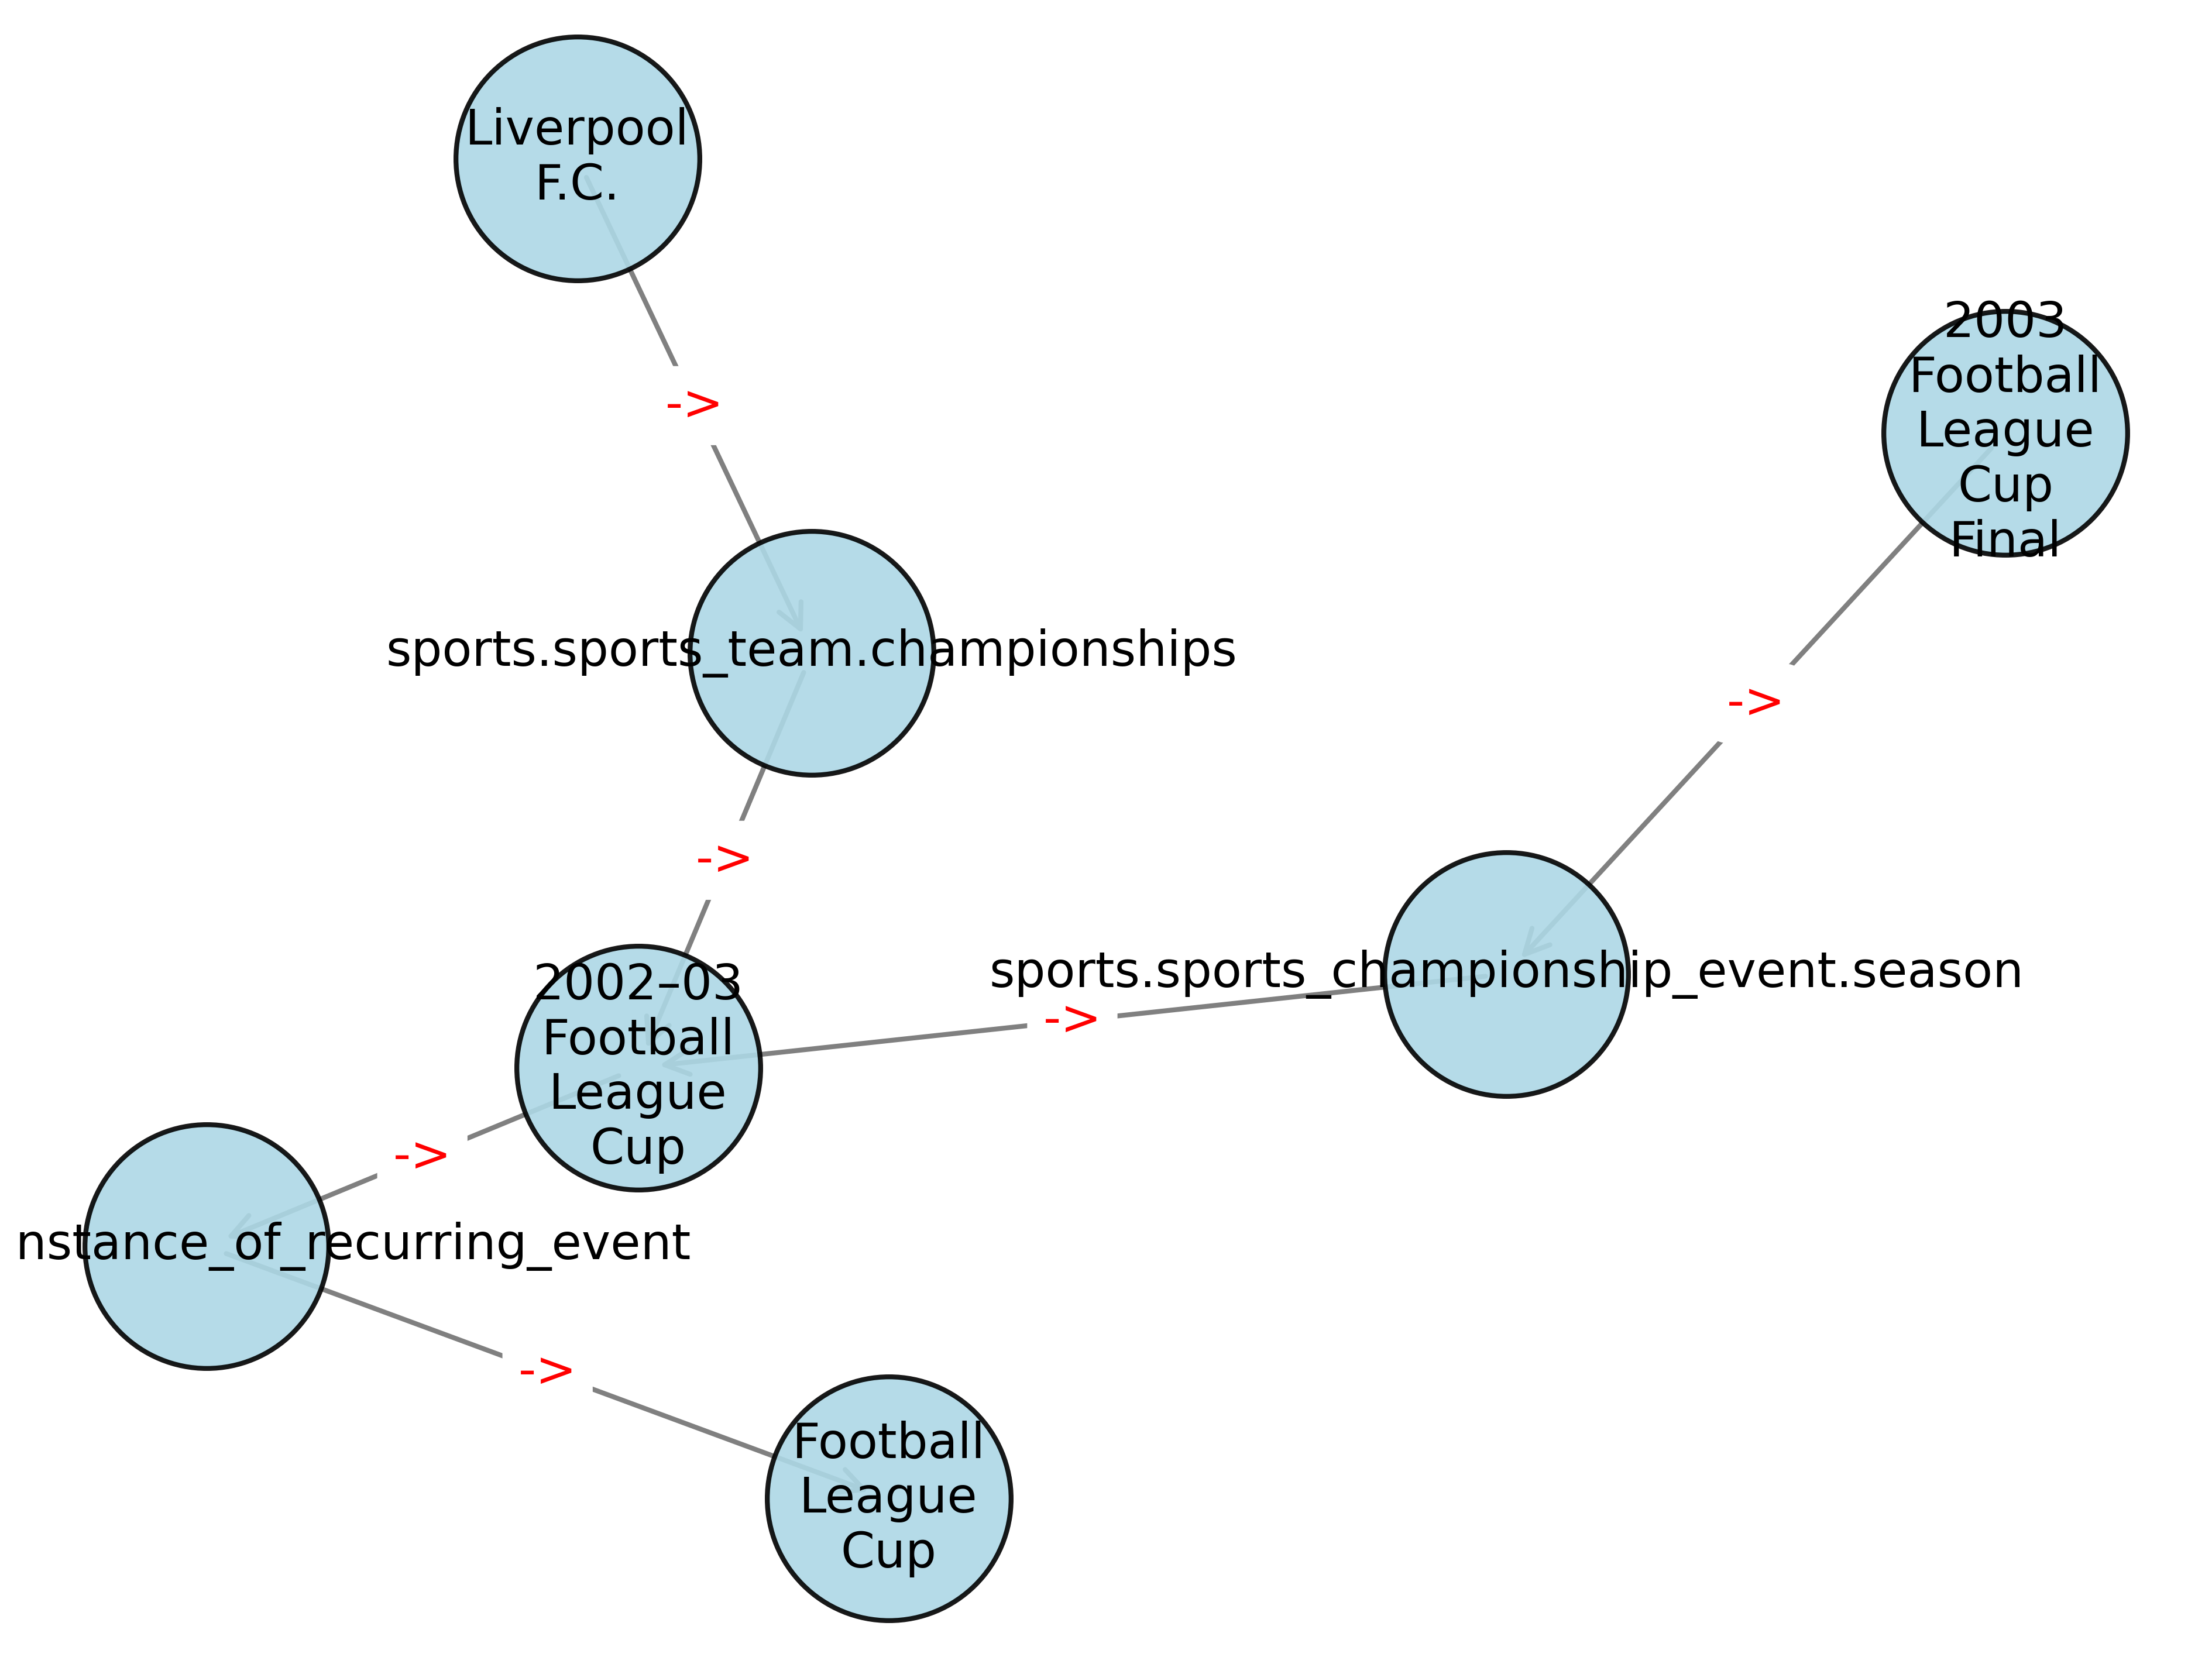 Liverpool
F.C.
2003
Football
League
Cup
Final
->
->
sports.sports_team.championships
->
sports.sports_championship_event.season
2002–03
Football
League
Cup
->
->
nstance_of_recurring_event
->
Football
League
Cup